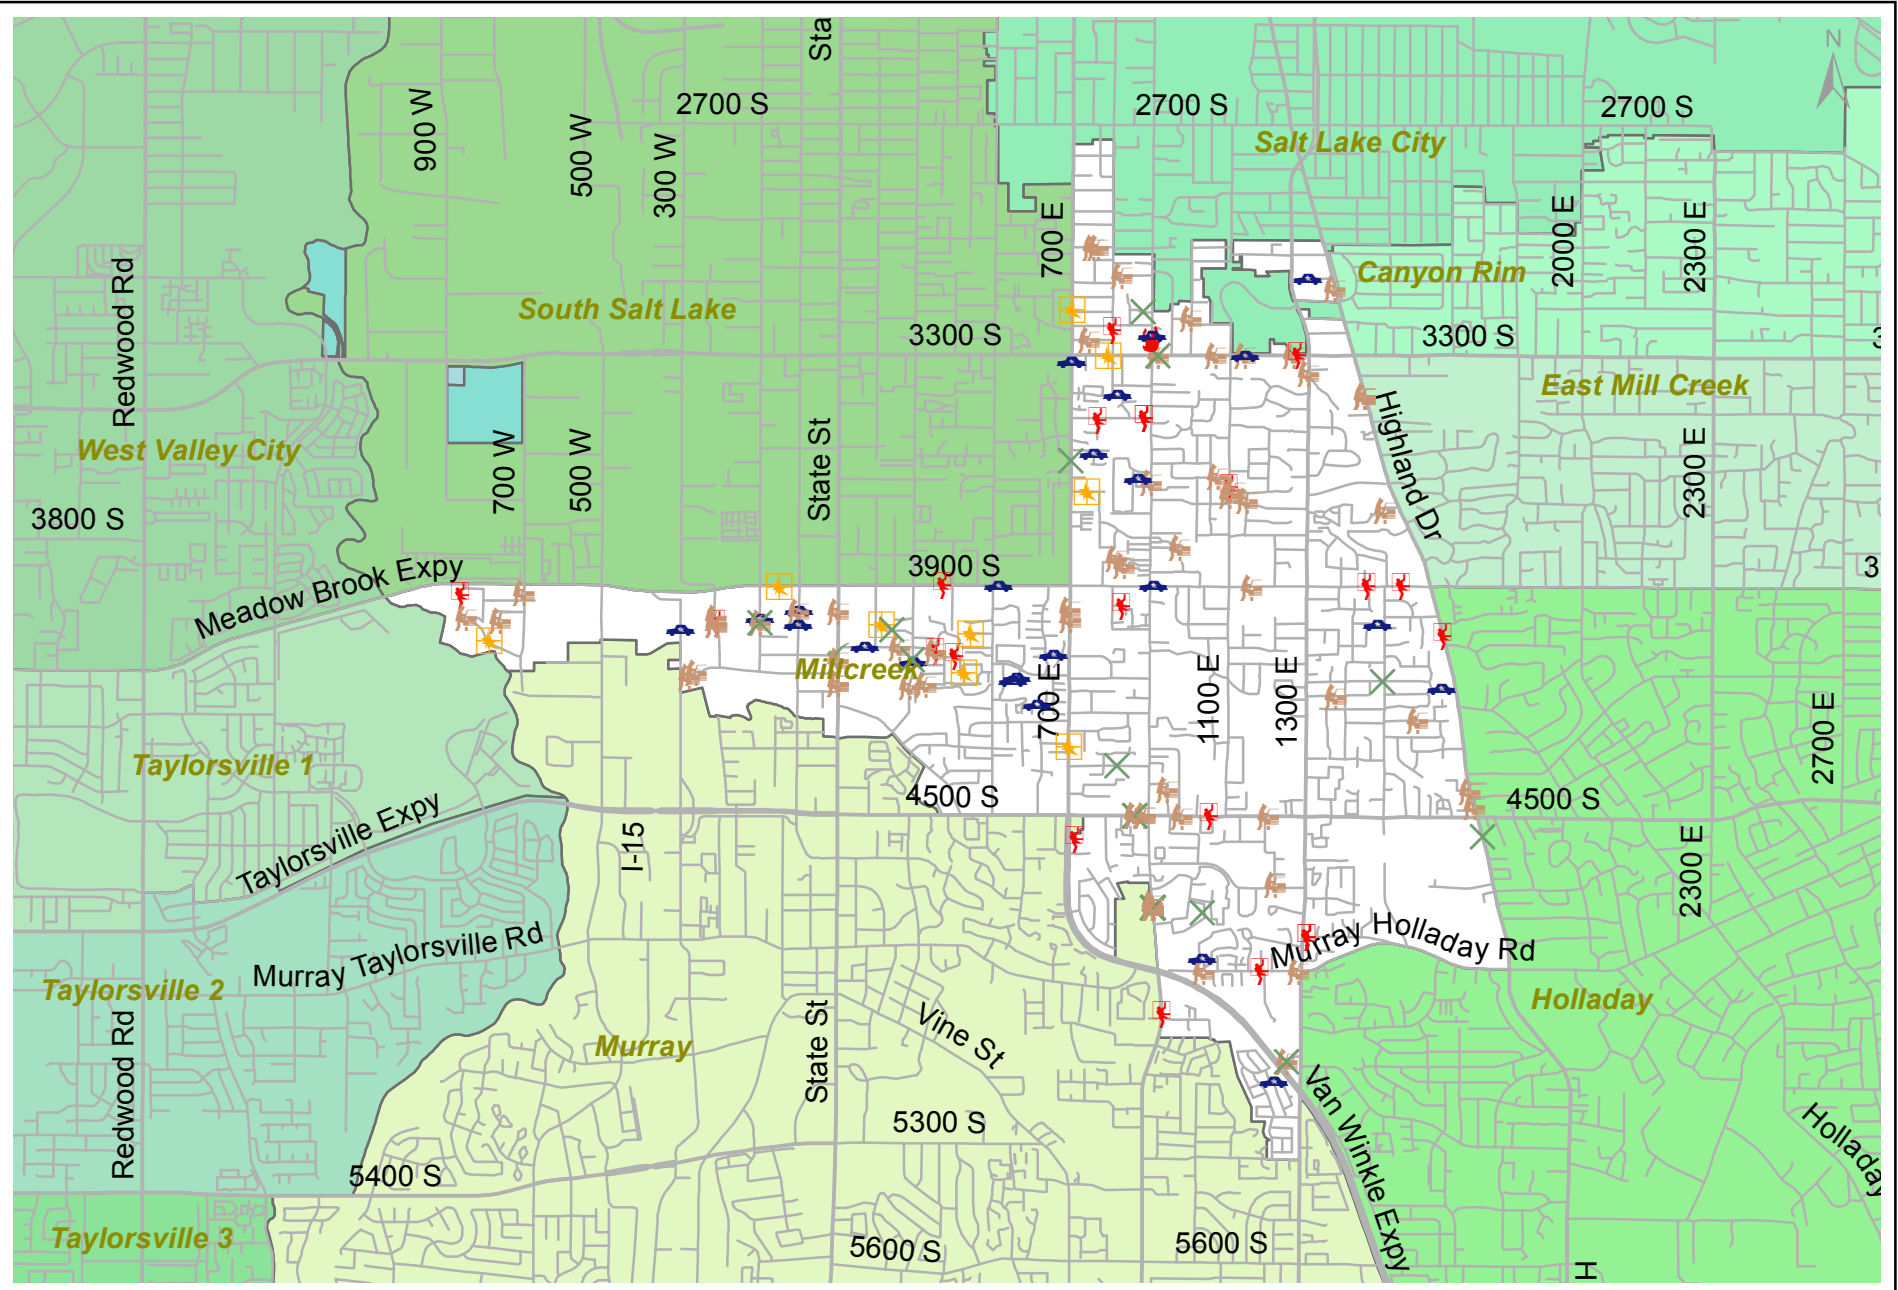 Sta
N
900 W
2700 S
2700 S
2700 S
500 W
300 W
Salt Lake City
700 E
2000 E
2300 E
Canyon Rim
Redwood Rd
South Salt Lake
3300 S
3300 S
East Mill Creek
West Valley City
700 W
500 W
State St
Highland Dr
2300 E
3800 S
Meadow Brook Expy
3900 S
3
Millcreek
700 E
1100 E
1300 E
2700 E
Taylorsville 1
Taylorsville Expy
4500 S
4500 S
I-15
2300 E
Murray Taylorsville Rd
Murray Holladay Rd
Taylorsville 2
Holladay
Redwood Rd
Murray
State St
Vine St
Van Winkle Expy
5300 S
Holladay
5400 S
Taylorsville 3
5600 S
5600 S
H